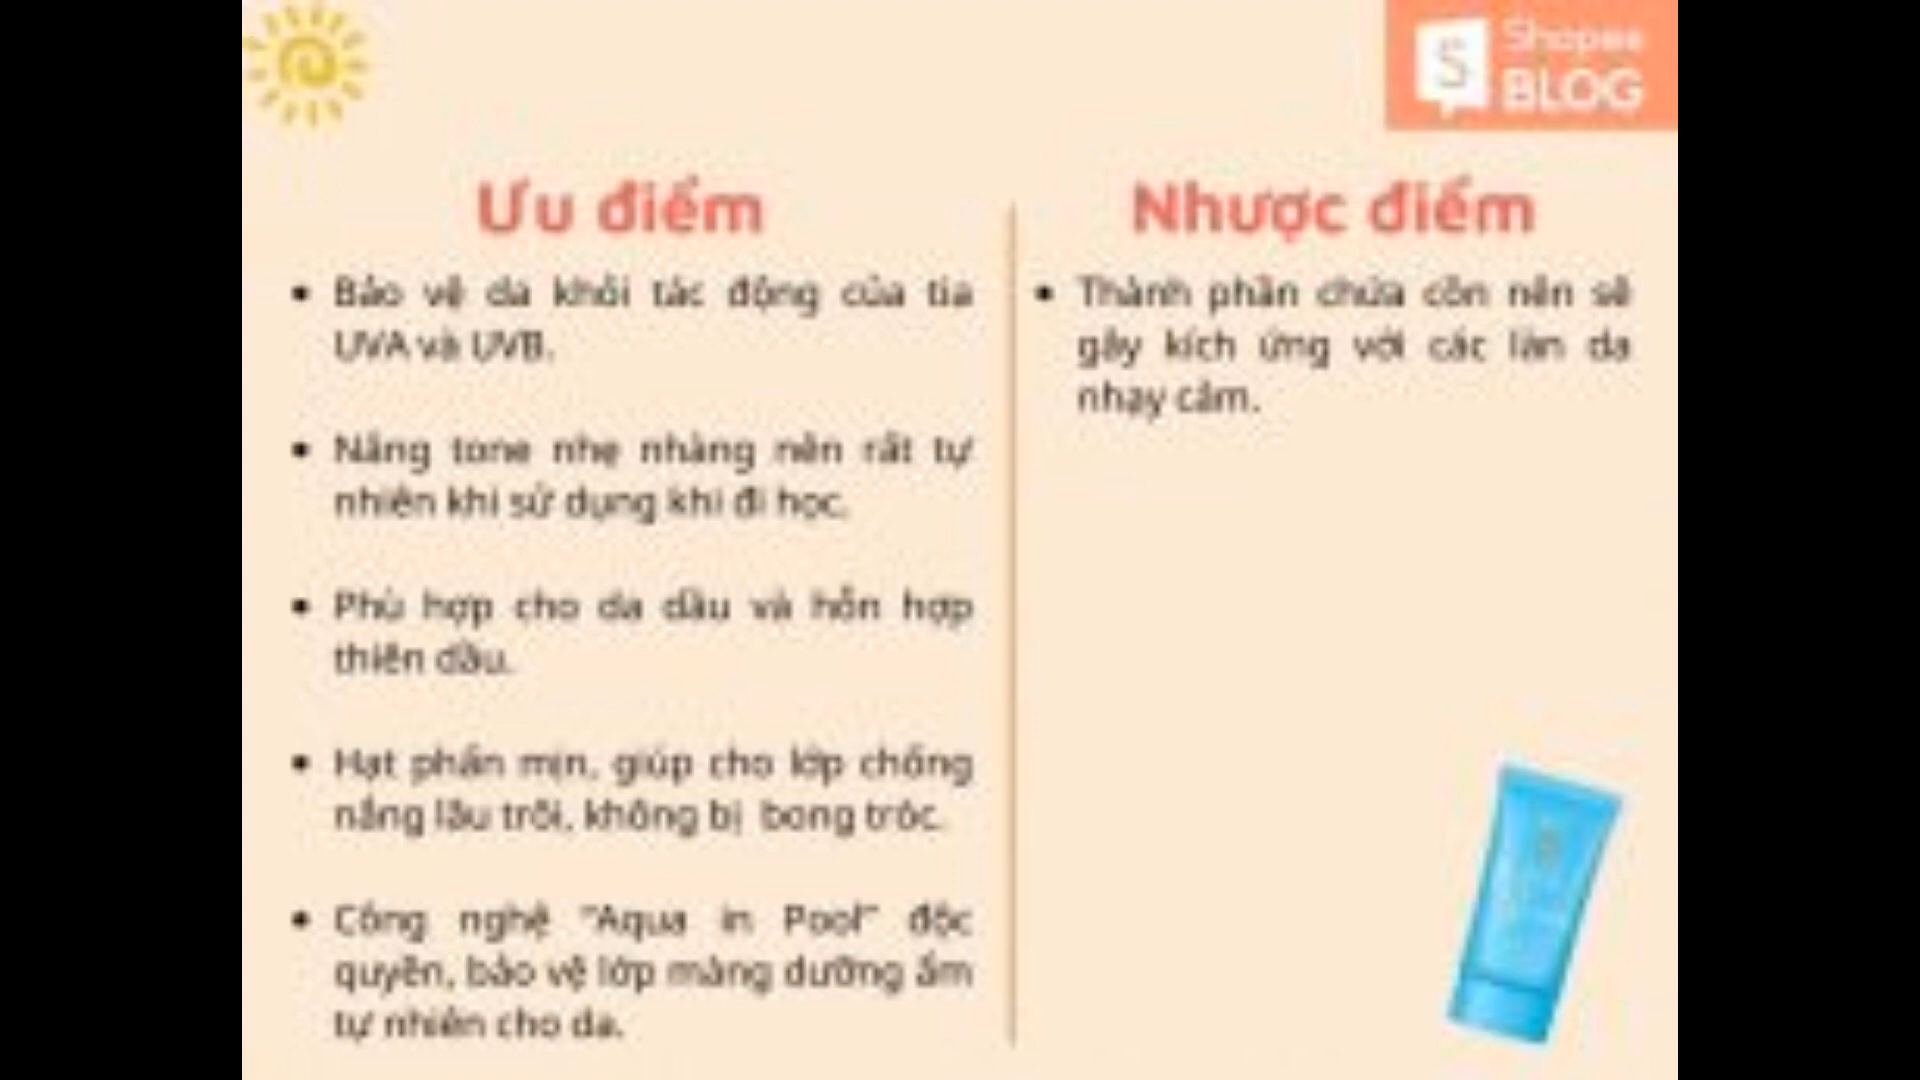 Shopee
BLOG
Ưu điểm
Bảo vệ da khỏi tác động của tia
UVA và UVB.
Nâng tone nhẹ nhàng nên rất tự
nhiên khi sử dụng khi đi học.
Phù hợp cho da dầu và hỗn hợp
thiên dầu.
Hạt phấn mịn, giúp cho lớp chống
nắng lâu trôi, không bị bong tróc.
Công nghệ "Aqua in Pool" độc
quyền, bảo vệ lớp màng dưỡng ẩm
tự nhiên cho da.
Nhược điểm
Thành phần chứa cồn nên sẽ
gây kích ứng với các làn da
nhạy cảm.